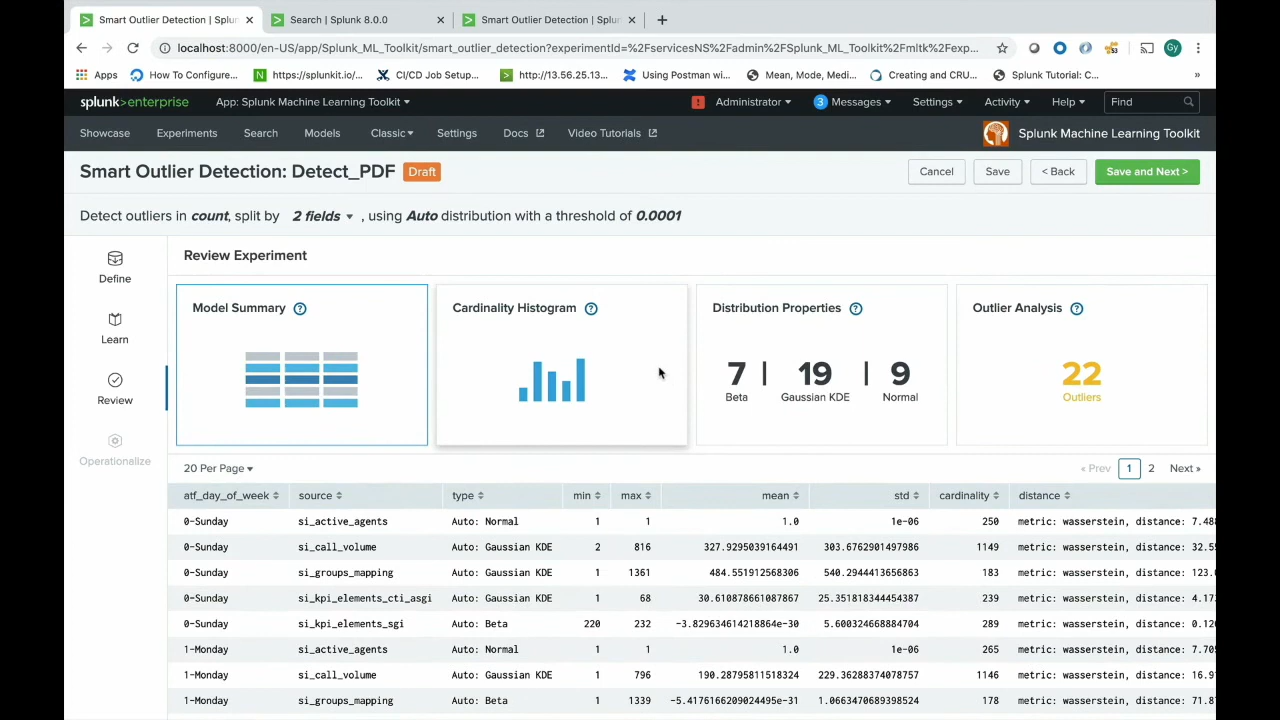 Smart Outlier Detection | Splun
Search | Splunk 8.0.0
Smart Outlier Detection | Splun
localhost:8000/en-US/app/Splunk_ML_Toolkit/smart_outlier_detection?experimentId=%2FservicesNS%2Fadmin%2FSplunk_ML_Toolkit%2Fmltk%2Fexp...
Gy
Apps How To Configure... https://splunkit.io/... CI/CD Job Setup... http://13.56.25.13... Using Postman wi... Mean, Mode, Medi... Creating and CRU... Splunk Tutorial: C... »
splunk>enterprise App: Splunk Machine Learning Toolkit ! Administrator 3 Messages Settings Activity Help Find
Showcase Experiments Search Models Classic Settings Docs Video Tutorials Splunk Machine Learning Toolkit
Smart Outlier Detection: Detect_PDF Draft Cancel Save < Back Save and Next >
Detect outliers in count, split by 2 fields , using Auto distribution with a threshold of 0.0001
Define
Learn
Review
Operationalize
Review Experiment
Model Summary ?
Cardinality Histogram ?
Distribution Properties ?
7 | 19 | 9
Beta Gaussian KDE Normal
Outlier Analysis ?
22
Outliers
20 Per Page « Prev 1 2 Next »
atf_day_of_week source type min max mean std cardinality distance
0-Sunday si_active_agents Auto: Normal 1 1 1.0 1e-06 250 metric: wasserstein, distance: 7.488
0-Sunday si_call_volume Auto: Gaussian KDE 2 816 327.9295039164491 303.6762901497986 1149 metric: wasserstein, distance: 32.55
0-Sunday si_groups_mapping Auto: Gaussian KDE 1 1361 484.551912568306 540.2944413656863 183 metric: wasserstein, distance: 123.
0-Sunday si_kpi_elements_cti_asgi Auto: Gaussian KDE 1 68 30.610878661087867 25.351818344454387 239 metric: wasserstein, distance: 4.17
0-Sunday si_kpi_elements_sgi Auto: Beta 220 232 -3.829634614218864e-30 5.600324668884704 289 metric: wasserstein, distance: 0.12
1-Monday si_active_agents Auto: Normal 1 1 1.0 1e-06 265 metric: wasserstein, distance: 7.70
1-Monday si_call_volume Auto: Gaussian KDE 1 796 190.28795811518324 229.36288374078757 1146 metric: wasserstein, distance: 16.9
1-Monday si_groups_mapping Auto: Beta 1 1339 -5.4176166209024495e-31 1.0663470689398524 178 metric: wasserstein, distance: 71.8